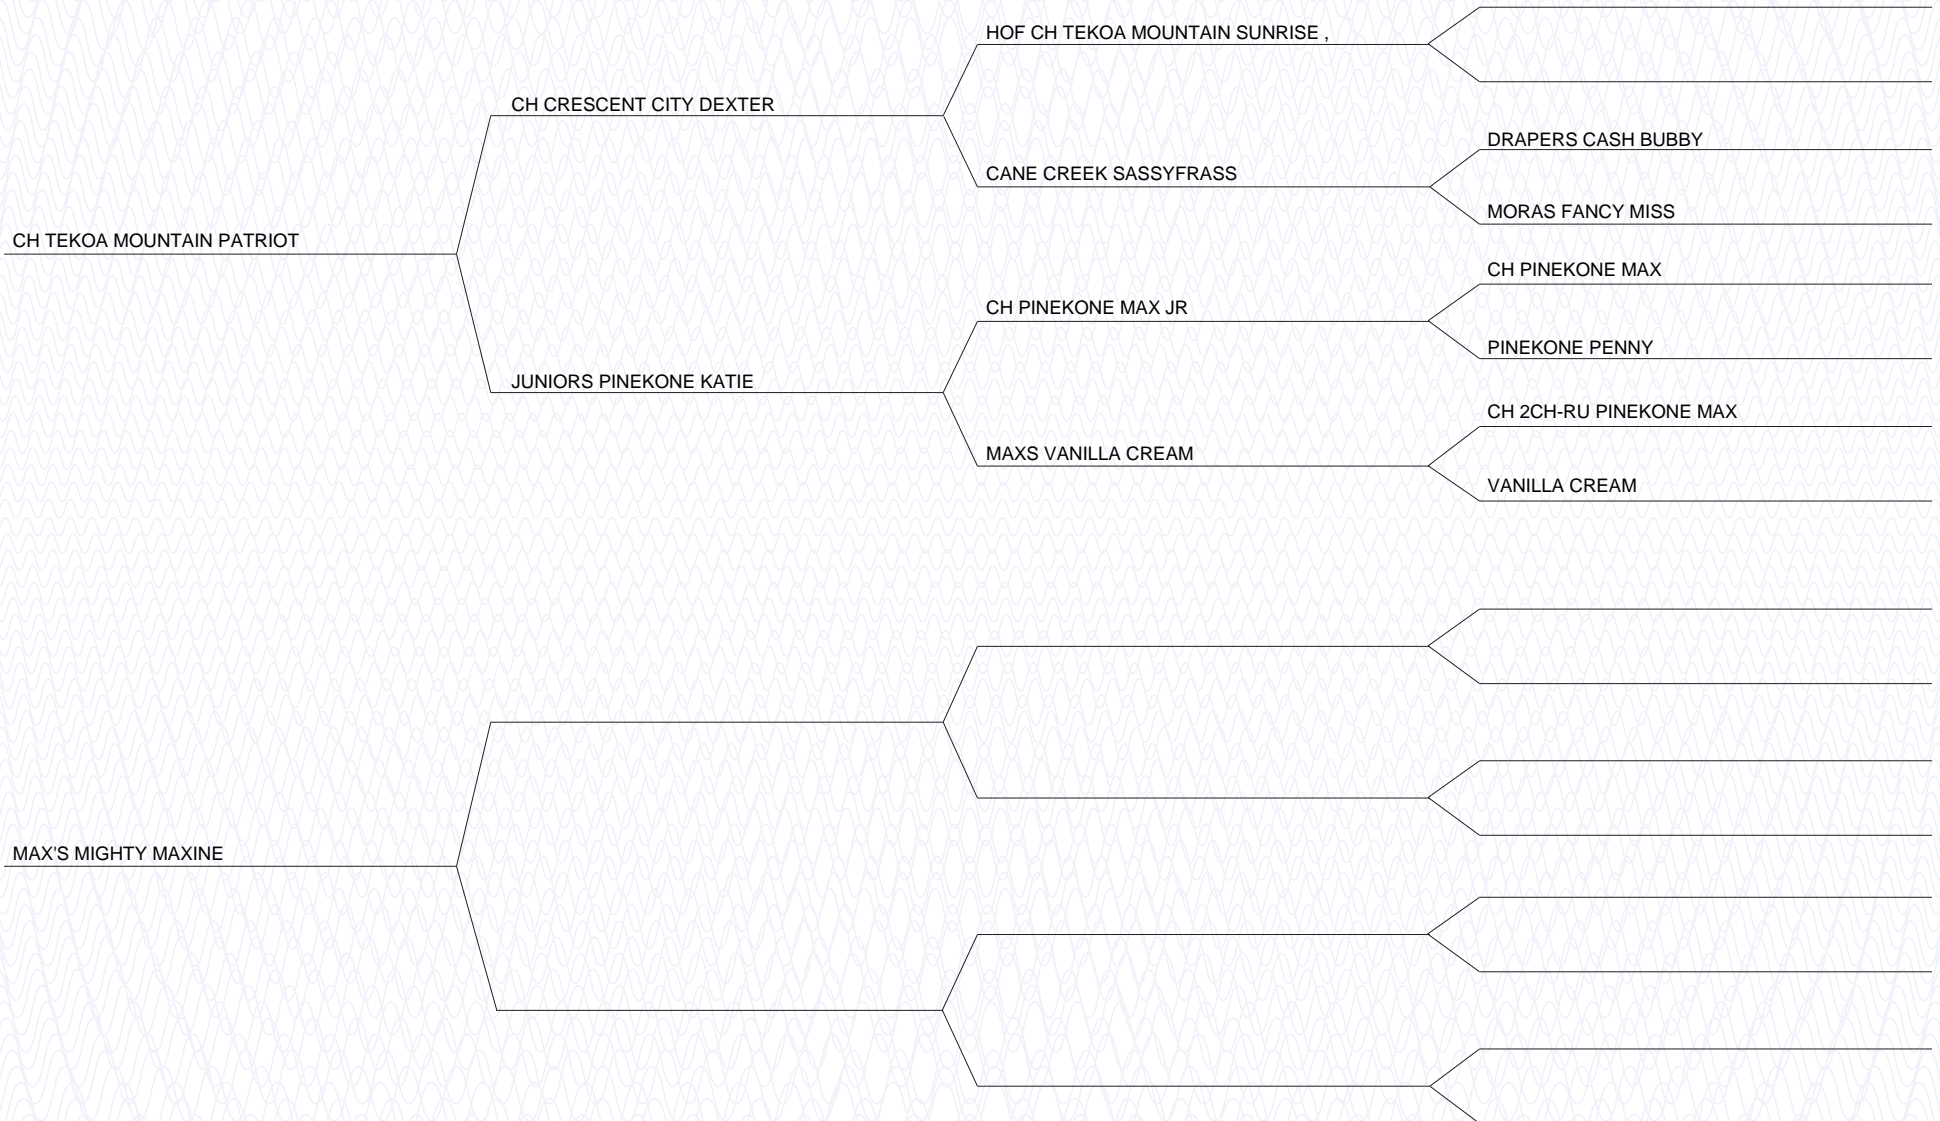 HOF CH TEKOA MOUNTAIN SUNRISE ,
CH CRESCENT CITY DEXTER
DRAPERS CASH BUBBY
CANE CREEK SASSYFRASS
MORAS FANCY MISS
CH TEKOA MOUNTAIN PATRIOT
CH PINEKONE MAX
CH PINEKONE MAX JR
PINEKONE PENNY
JUNIORS PINEKONE KATIE
CH 2CH-RU PINEKONE MAX
MAXS VANILLA CREAM
VANILLA CREAM
MAX'S MIGHTY MAXINE